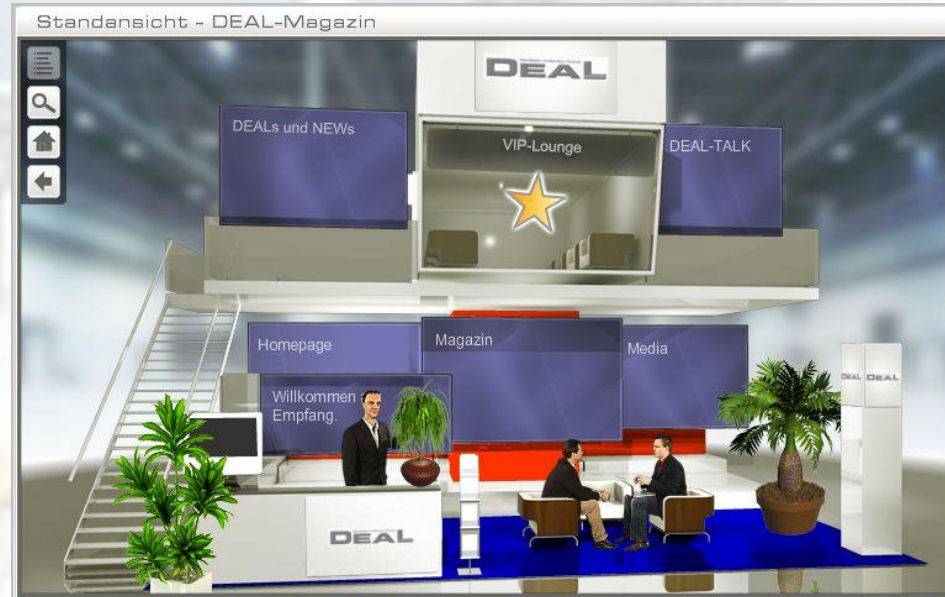 Standansicht - DEAL-Magazin
DEAL
DEALs und NEWs
VIP-Lounge
DEAL-TALK
Homepage
Magazin
Media
Willkommen
Empfang.
DEAL
DEAL
DEAL